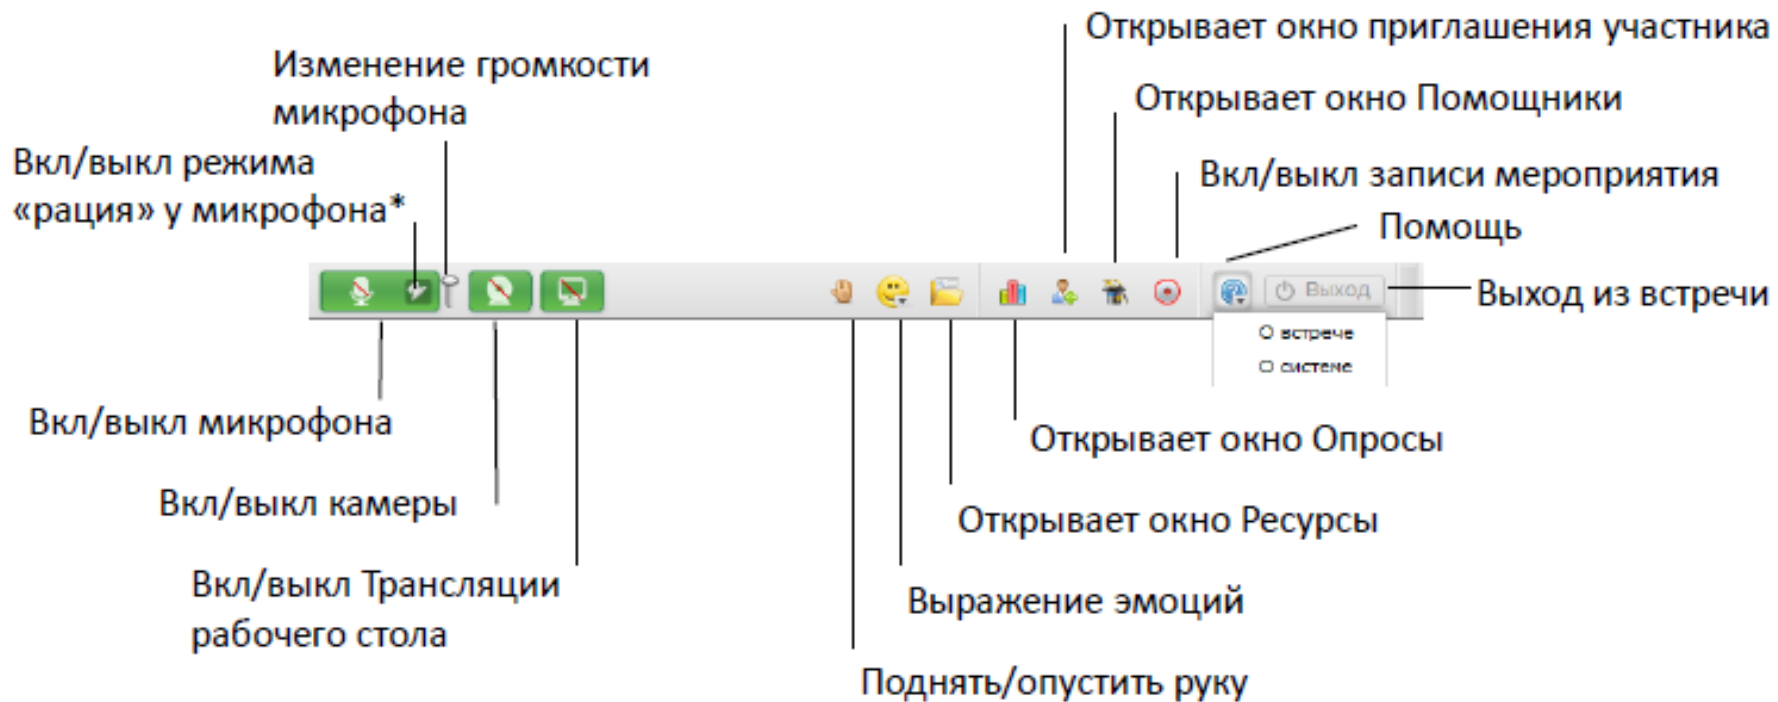 Открывает окно приглашения участника
Изменение громкости
микрофона
Открывает окно Помощники
Вкл/выкл режима
«рация» у микрофона*
Вкл/выкл записи мероприятия
Помощь
Выход
Выход из встречи
О встрече
О системе
Вкл/выкл микрофона
Открывает окно Опросы
Вкл/выкл камеры
Открывает окно Ресурсы
Вкл/выкл Трансляции
рабочего стола
Выражение эмоций
Поднять/опустить руку